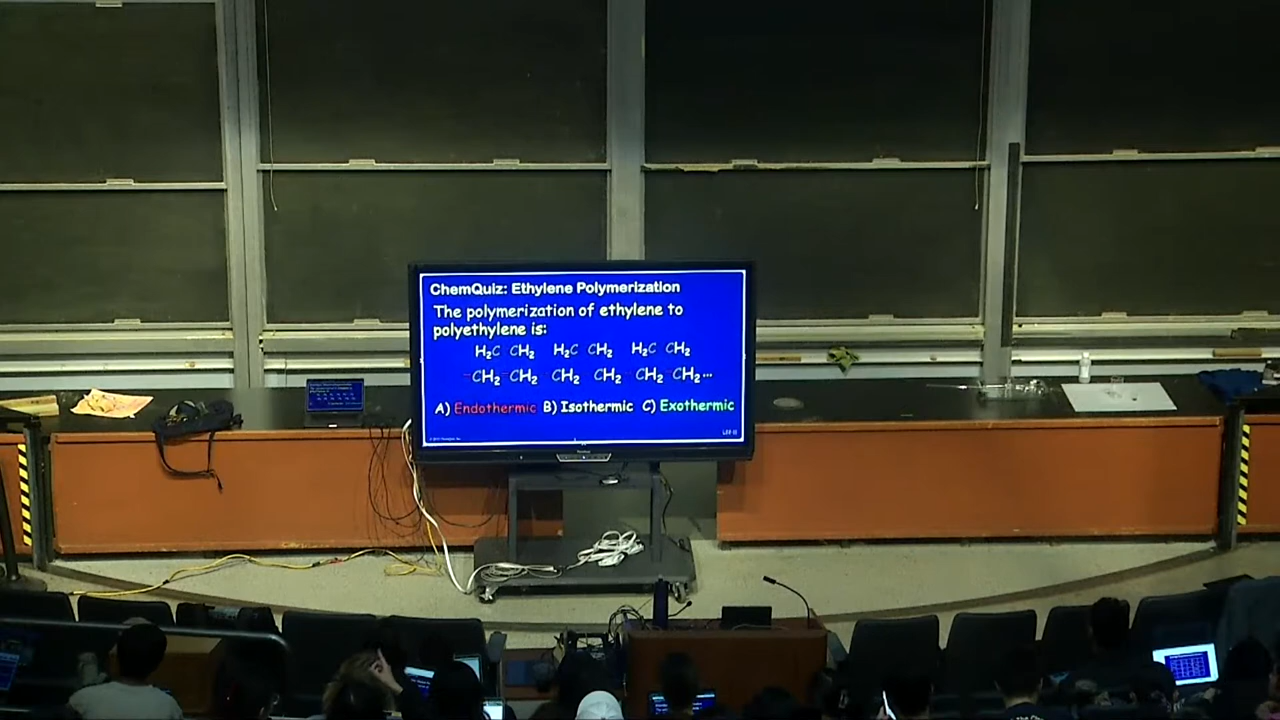 ChemQuiz: Ethylene Polymerization
The polymerization of ethylene to
polyethylene is:
H₂C CH₂ H₂C CH₂ H₂C CH₂
CH₂ CH₂ CH₂ CH₂ CH₂ CH₂ ...
A) Endothermic B) Isothermic C) Exothermic